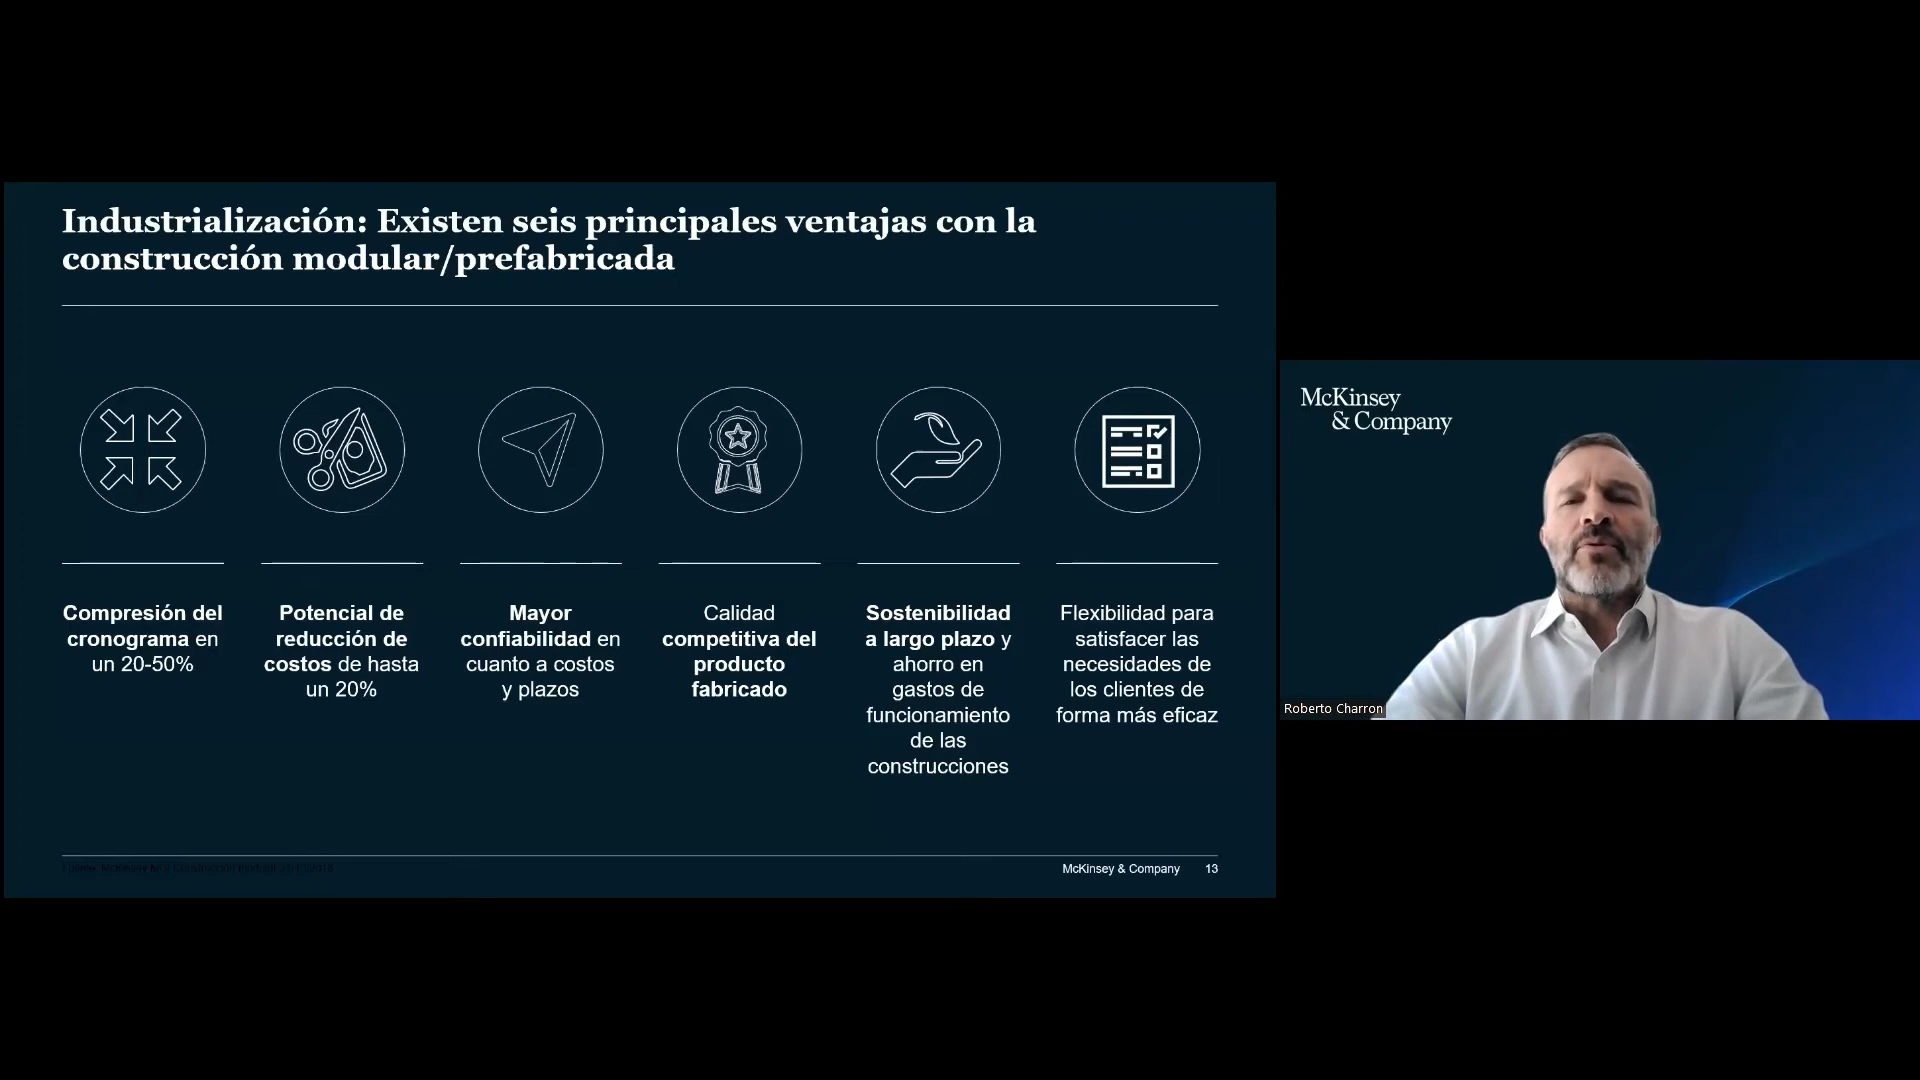 Industrialización: Existen seis principales ventajas con la
construcción modular/prefabricada
Compresión del
cronograma en
un 20-50%
Potencial de
reducción de
costos de hasta
un 20%
Mayor
confiabilidad en
cuanto a costos
y plazos
Calidad
competitiva del
producto
fabricado
Sostenibilidad
a largo plazo y
ahorro en
gastos de
funcionamiento
de las
construcciones
Flexibilidad para
satisfacer las
necesidades de
los clientes de
forma más eficaz
McKinsey & Company 13
McKinsey
& Company
Roberto Charron